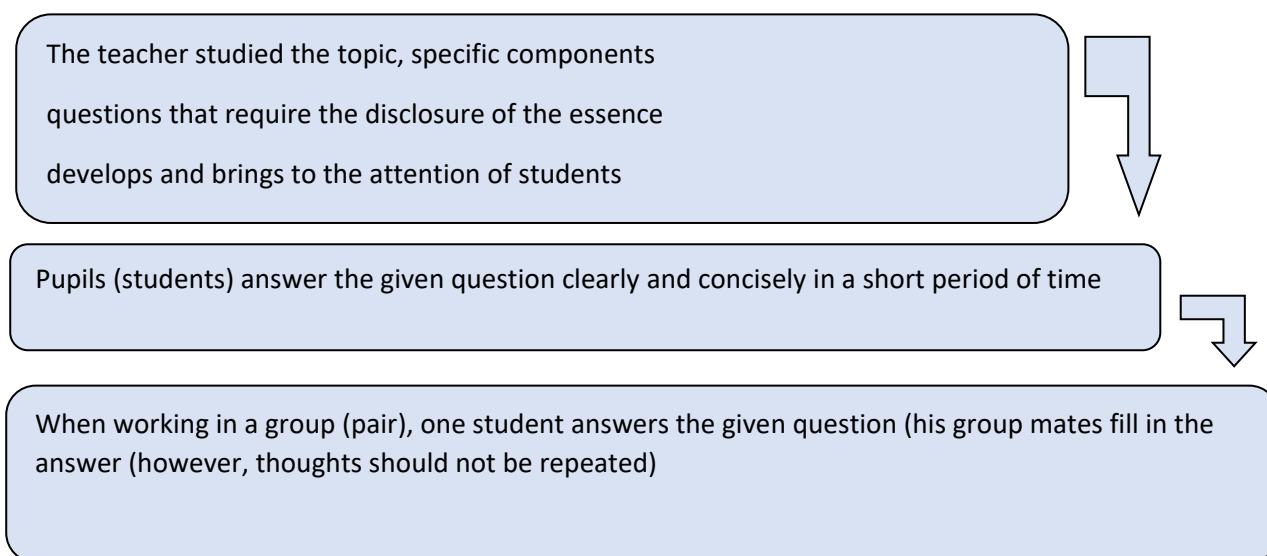 The teacher studied the topic, specific components
questions that require the disclosure of the essence
develops and brings to the attention of students
Pupils (students) answer the given question clearly and concisely in a short period of time
When working in a group (pair), one student answers the given question (his group mates fill in the
answer (however, thoughts should not be repeated)